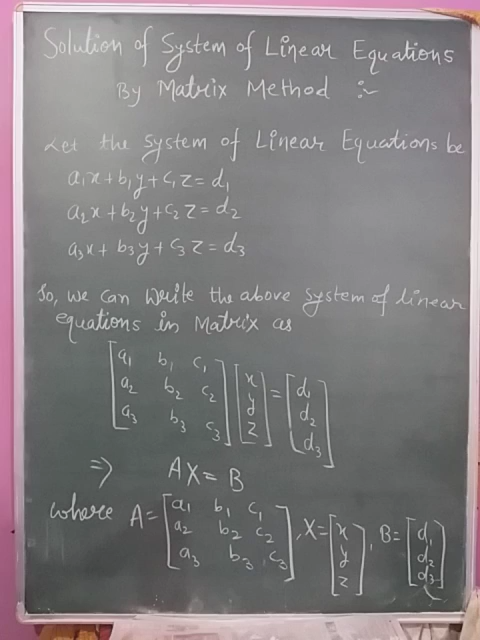 Solution of System of Linear Equations
By Matrix Method :~
Let the system of Linear Equations be
a₁x + b₁y + c₁z = d₁
a₂x + b₂y + c₂z = d₂
a₃x + b₃y + c₃z = d₃
So, we can write the above system of linear
equations in Matrix as
[a₁ b₁ c₁; a₂ b₂ c₂; a₃ b₃ c₃] [x; y; z] = [d₁; d₂; d₃]
⇒ AX = B
where A = [a₁ b₁ c₁; a₂ b₂ c₂; a₃ b₃ c₃], X = [x; y; z], B = [d₁; d₂; d₃]